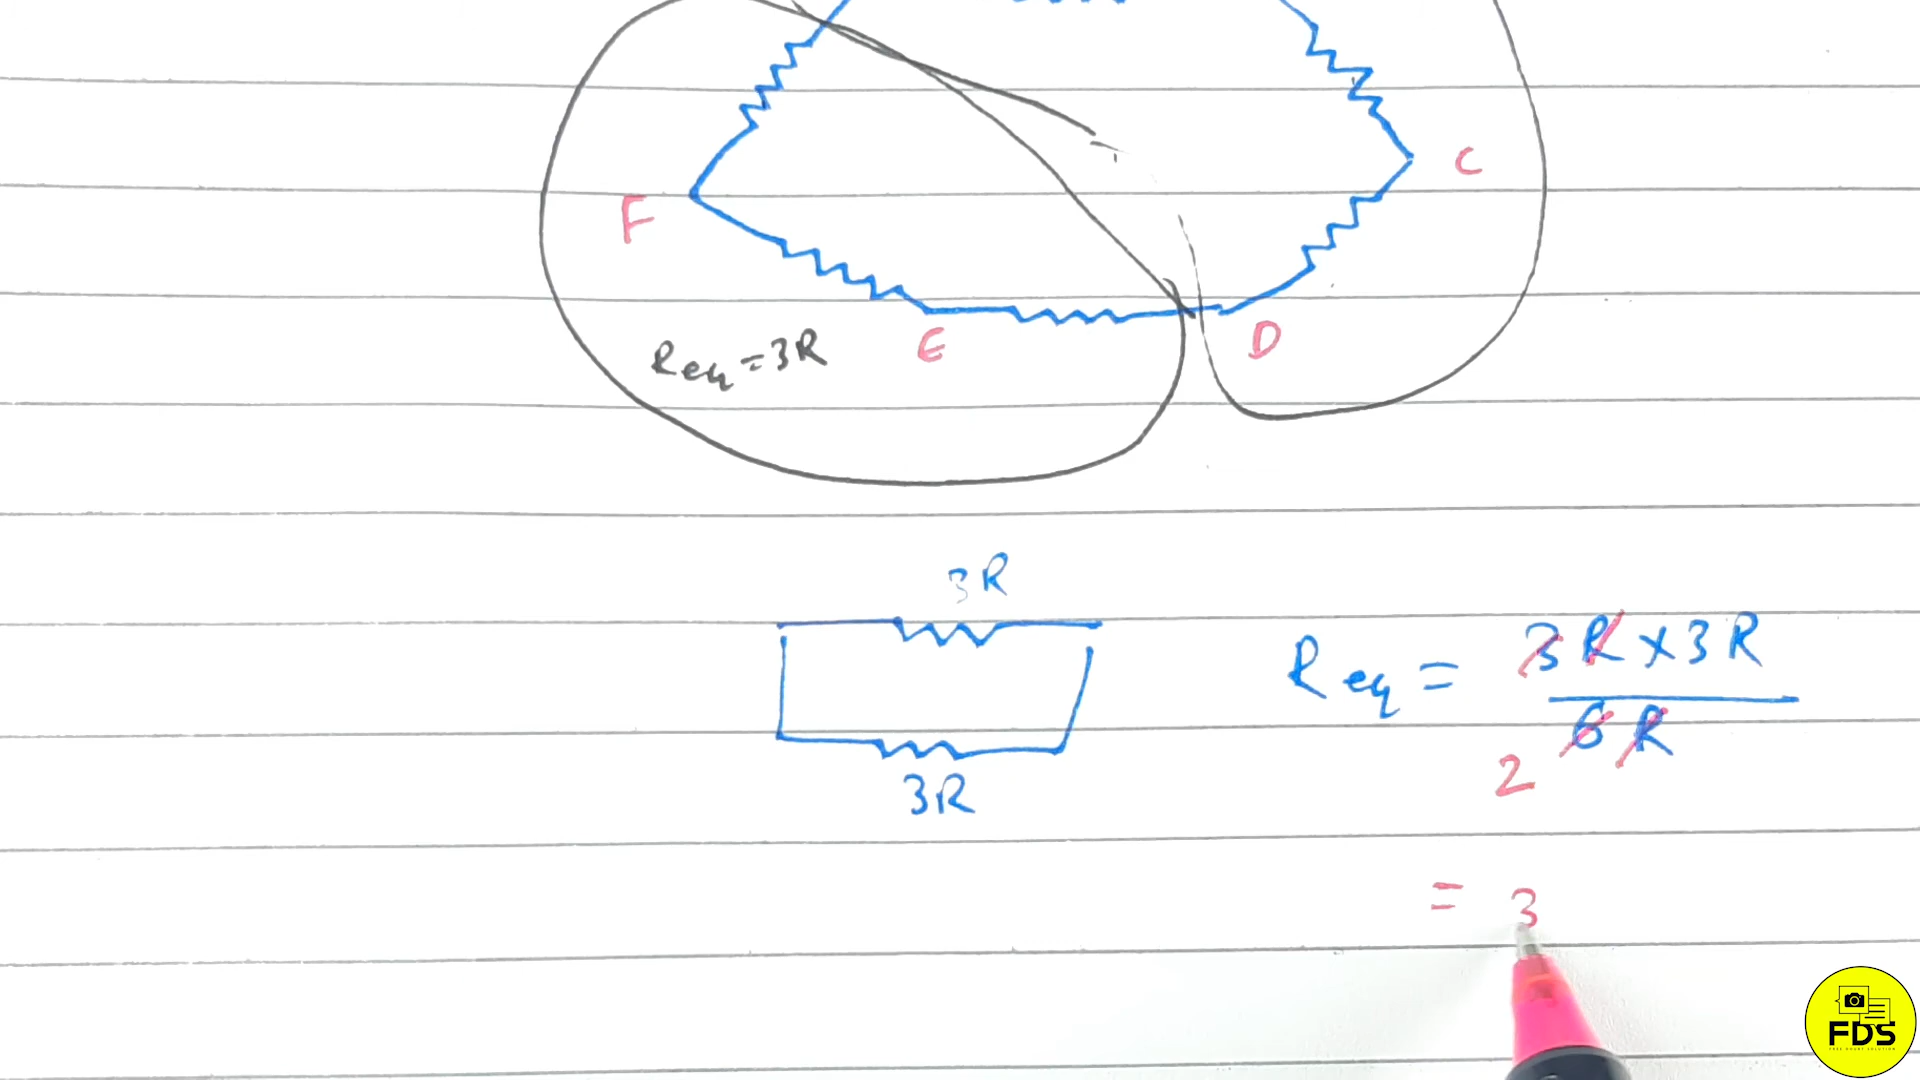 C
F
E
D
Req = 3R
3R
3R
Req = 3R x 3R
6R
2
= 3
FDS